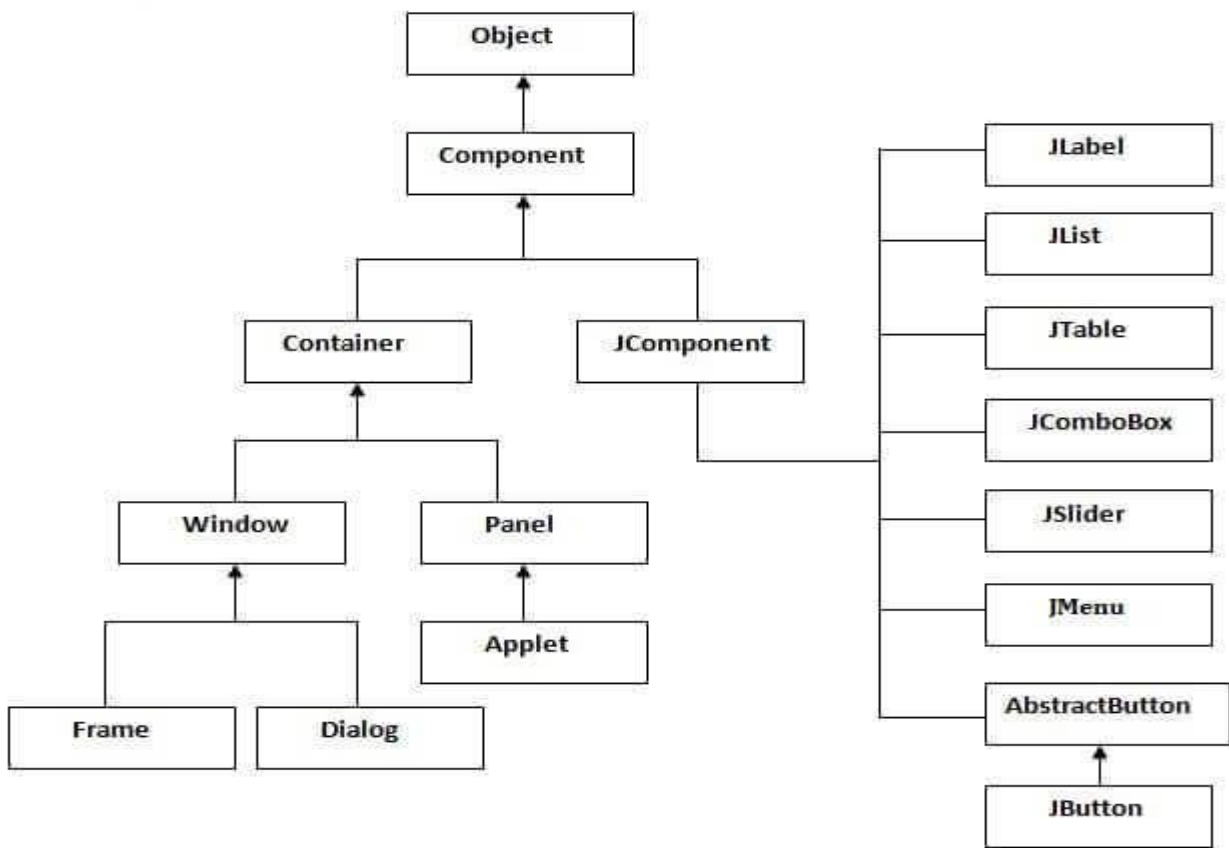 Object
Component
Container
JComponent
Window
Panel
Applet
Frame
Dialog
JLabel
JList
JTable
JComboBox
JSlider
JMenu
AbstractButton
JButton